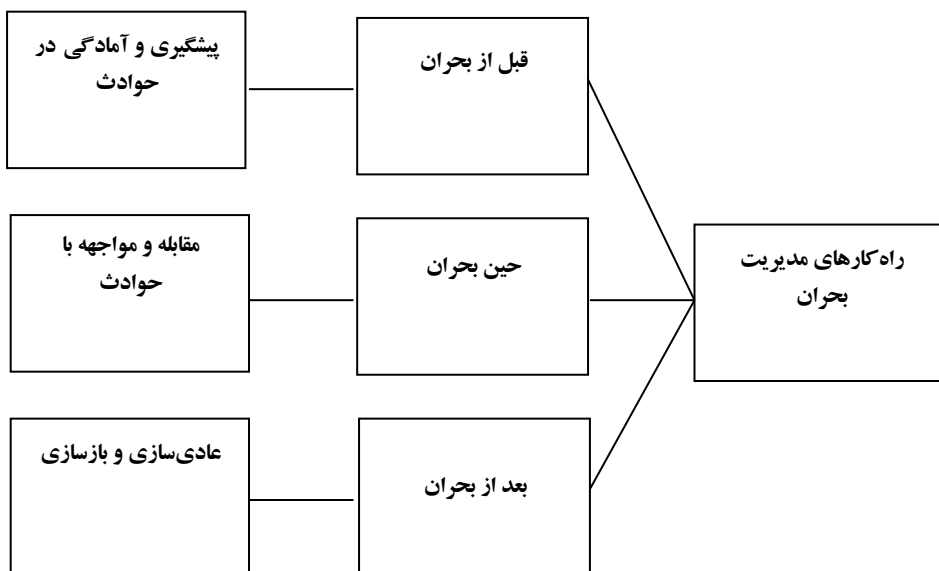 راه‌کارهای مدیریت
بحران
قبل از بحران
پیشگیری و آمادگی در
حوادث
حین بحران
مقابله و مواجهه با
حوادث
بعد از بحران
عادی‌سازی و بازسازی